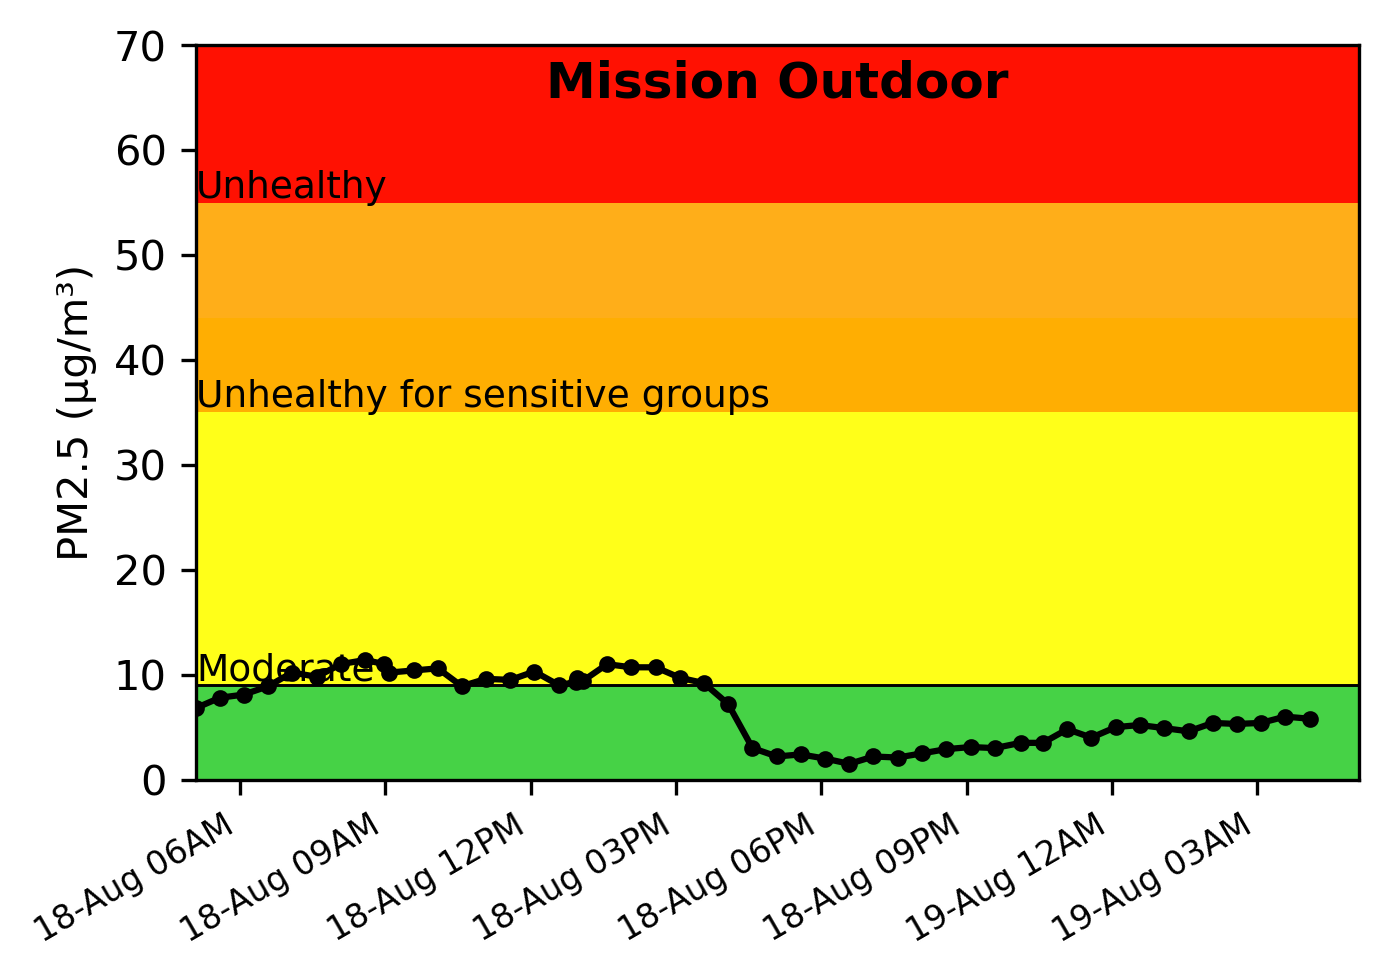 Mission Outdoor
70
60
50
40
30
20
10
0
PM2.5 (µg/m³)
Unhealthy
Unhealthy for sensitive groups
Moderate
18-Aug 06AM
18-Aug 09AM
18-Aug 12PM
18-Aug 03PM
18-Aug 06PM
18-Aug 09PM
19-Aug 12AM
19-Aug 03AM